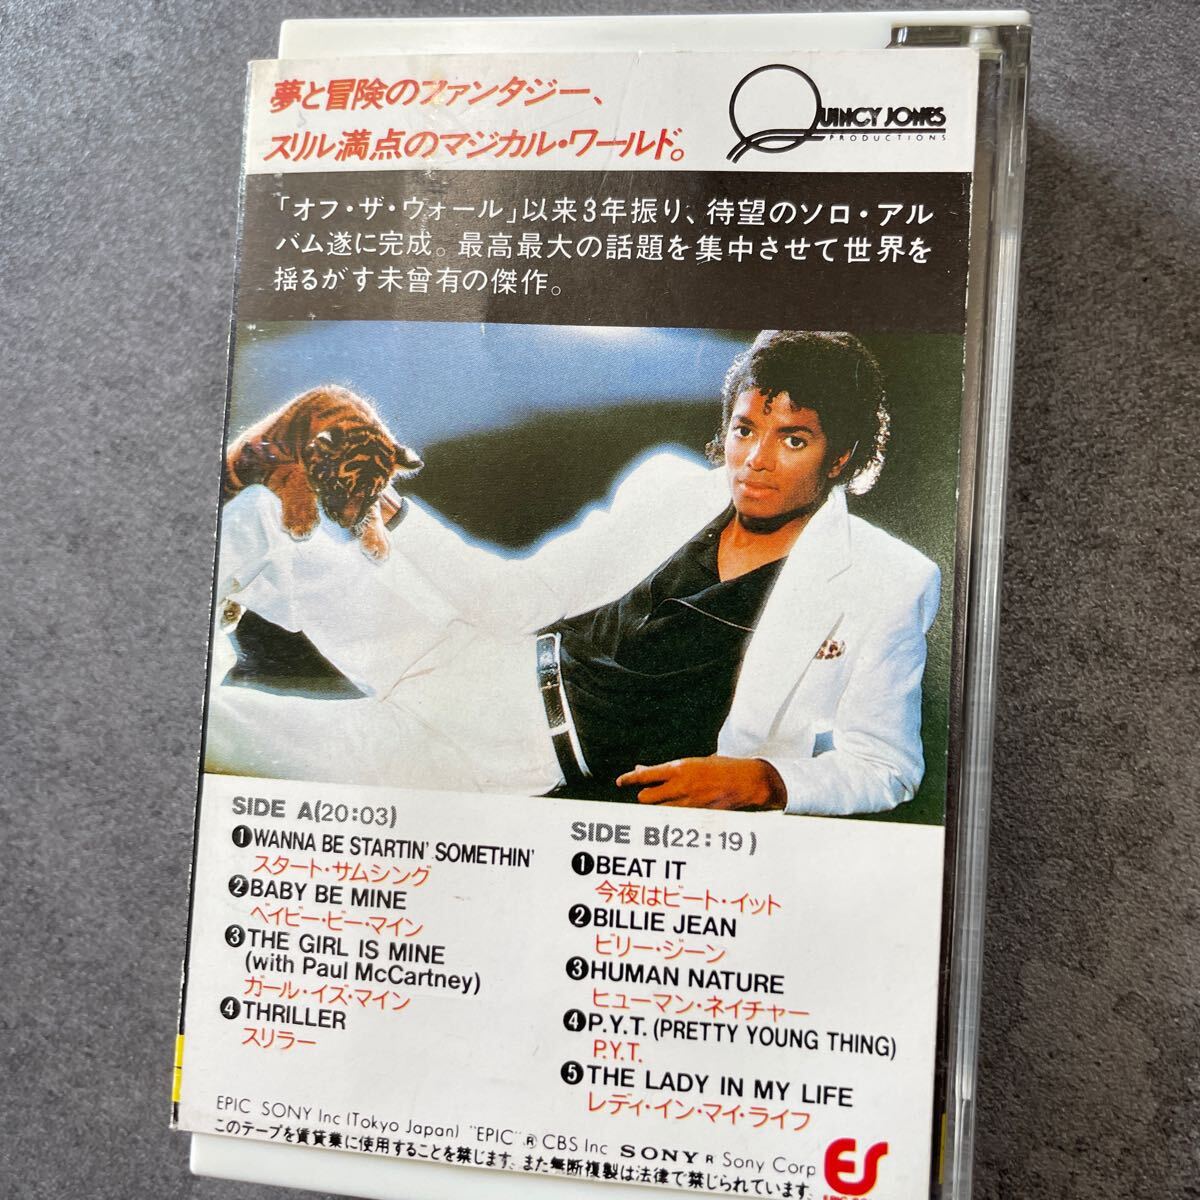 夢と冒険のファンタジー、
スリル満点のマジカル・ワールド。
QUINCY JONES
PRODUCTIONS
「オフ・ザ・ウォール」以来3年振り、待望のソロ・アル
バム遂に完成。最高最大の話題を集中させて世界を
揺るがす未曾有の傑作。
SIDE A(20:03)
❶WANNA BE STARTIN' SOMETHIN'
スタート・サムシング
❷BABY BE MINE
ベイビー・ビー・マイン
❸THE GIRL IS MINE
(with Paul McCartney)
ガール・イズ・マイン
❹THRILLER
スリラー
SIDE B(22:19)
❶BEAT IT
今夜はビート・イット
❷BILLIE JEAN
ビリー・ジーン
❸HUMAN NATURE
ヒューマン・ネイチャー
❹P.Y.T. (PRETTY YOUNG THING)
P.Y.T.
❺THE LADY IN MY LIFE
レディ・イン・マイ・ライフ
EPIC SONY Inc (Tokyo Japan) "EPIC" ® CBS Inc SONY ® Sony Corp
このテープを賃貸業に使用することを禁じます。また無断複製は法律で禁じられています。
ES